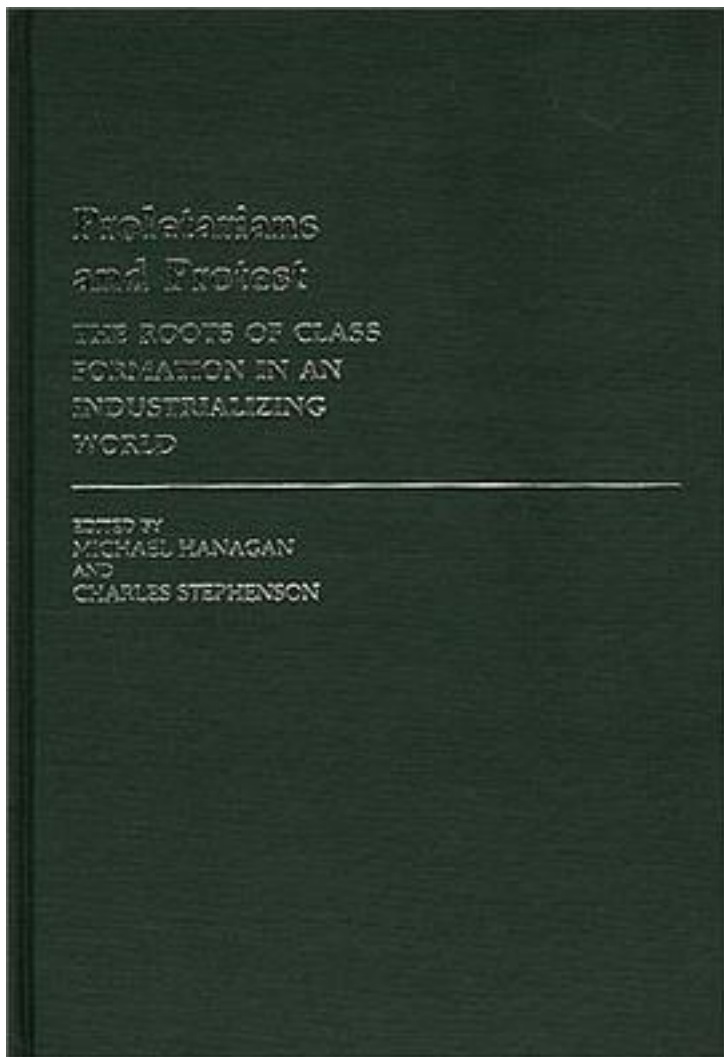 Proletarians
and Protest
THE ROOTS OF CLASS
FORMATION IN AN
INDUSTRIALIZING
WORLD
EDITED BY
MICHAEL HANAGAN
AND
CHARLES STEPHENSON